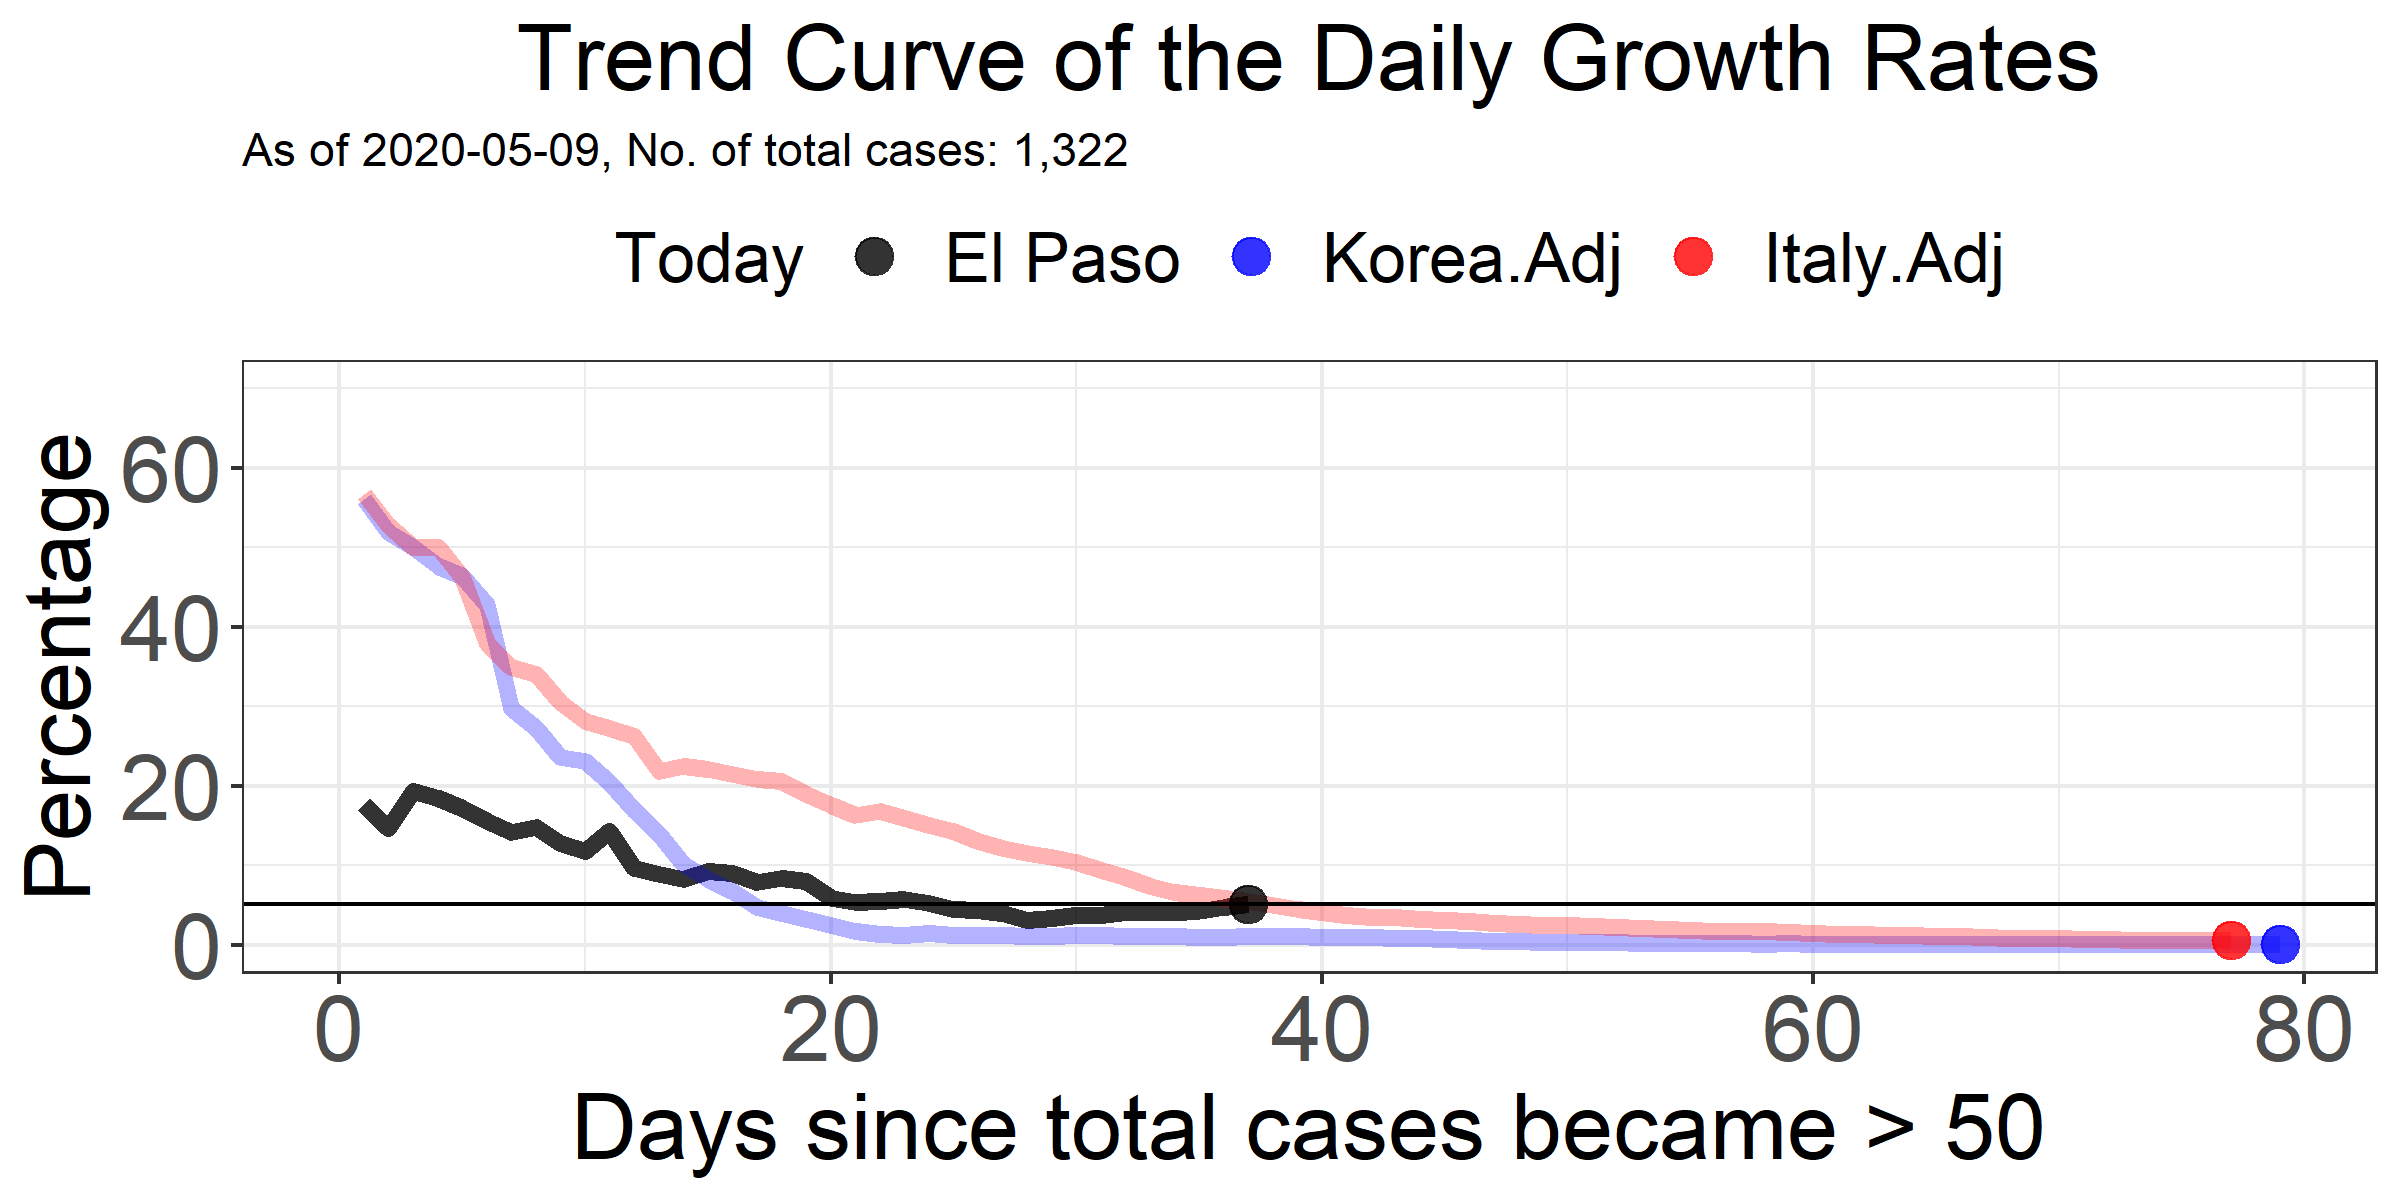 Trend Curve of the Daily Growth Rates
As of 2020-05-09, No. of total cases: 1,322
Today El Paso Korea.Adj Italy.Adj
Percentage
60
40
20
0
0 20 40 60 80
Days since total cases became > 50